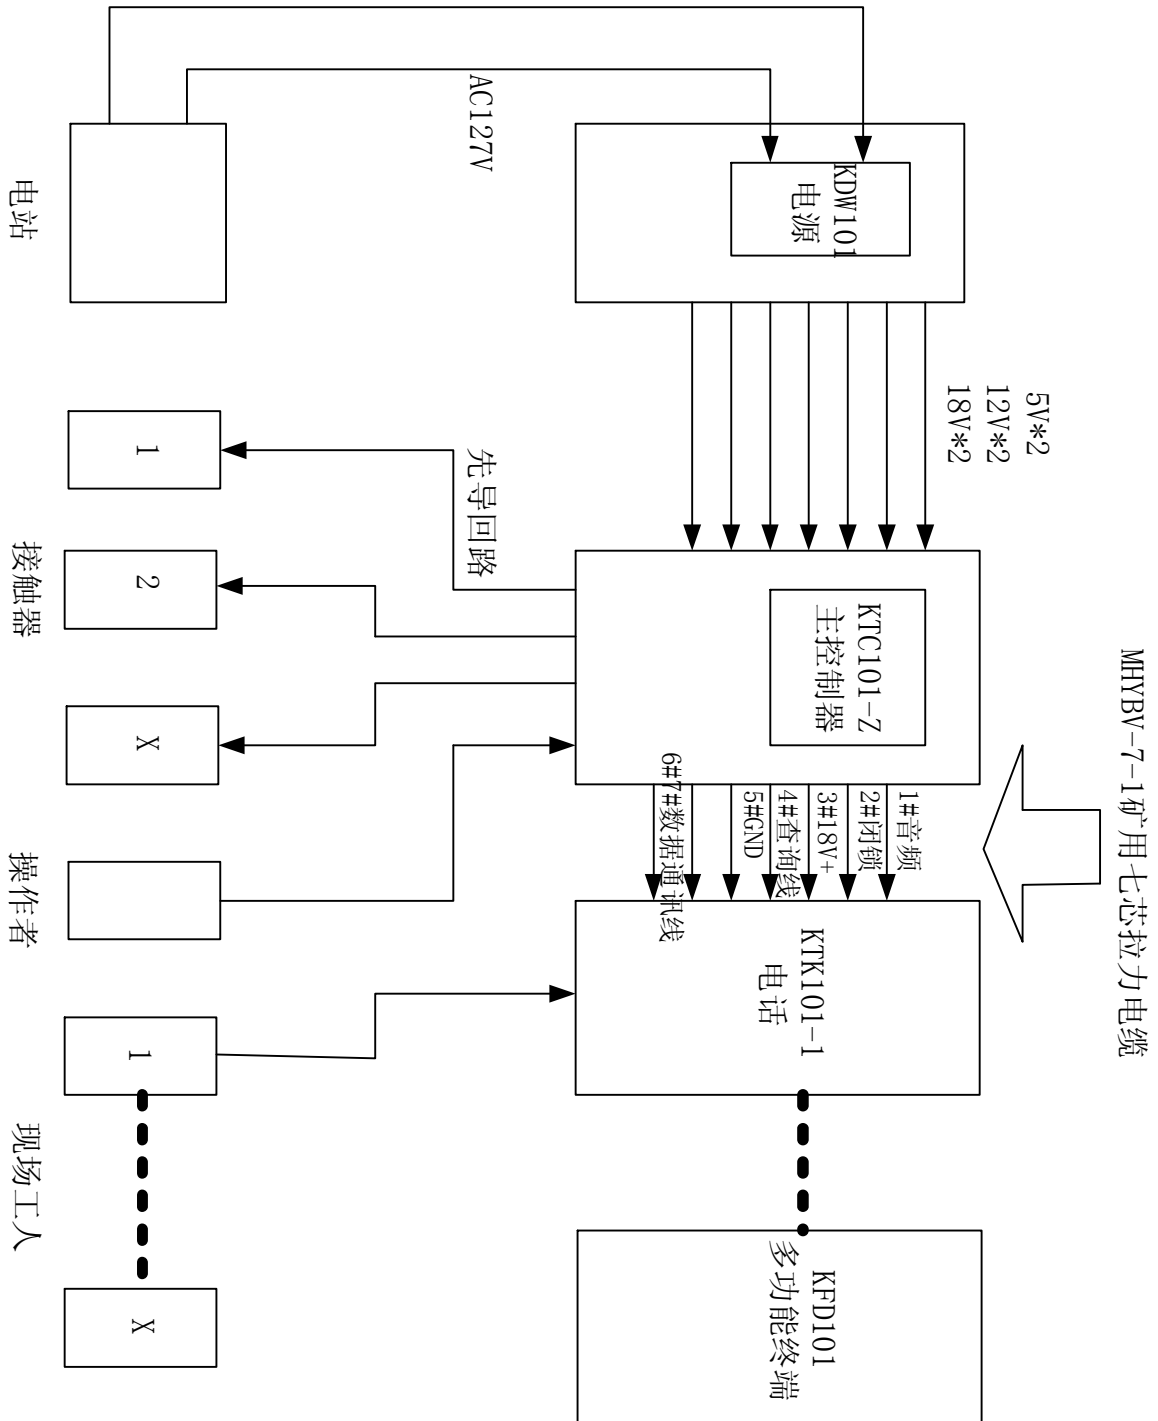 MHYBV-7-1矿用七芯拉力电缆
5V*2
12V*2
18V*2
KDW101
电源
KTC101-Z
主控制器
1#音频
2#闭锁
3#18V+
4#查询线
5#GND
6#7#数据通讯线
KTK101-1
电话
KFD101
多功能终端
AC127V
先导回路
1
2
X
1
X
电站
接触器
操作者
现场工人